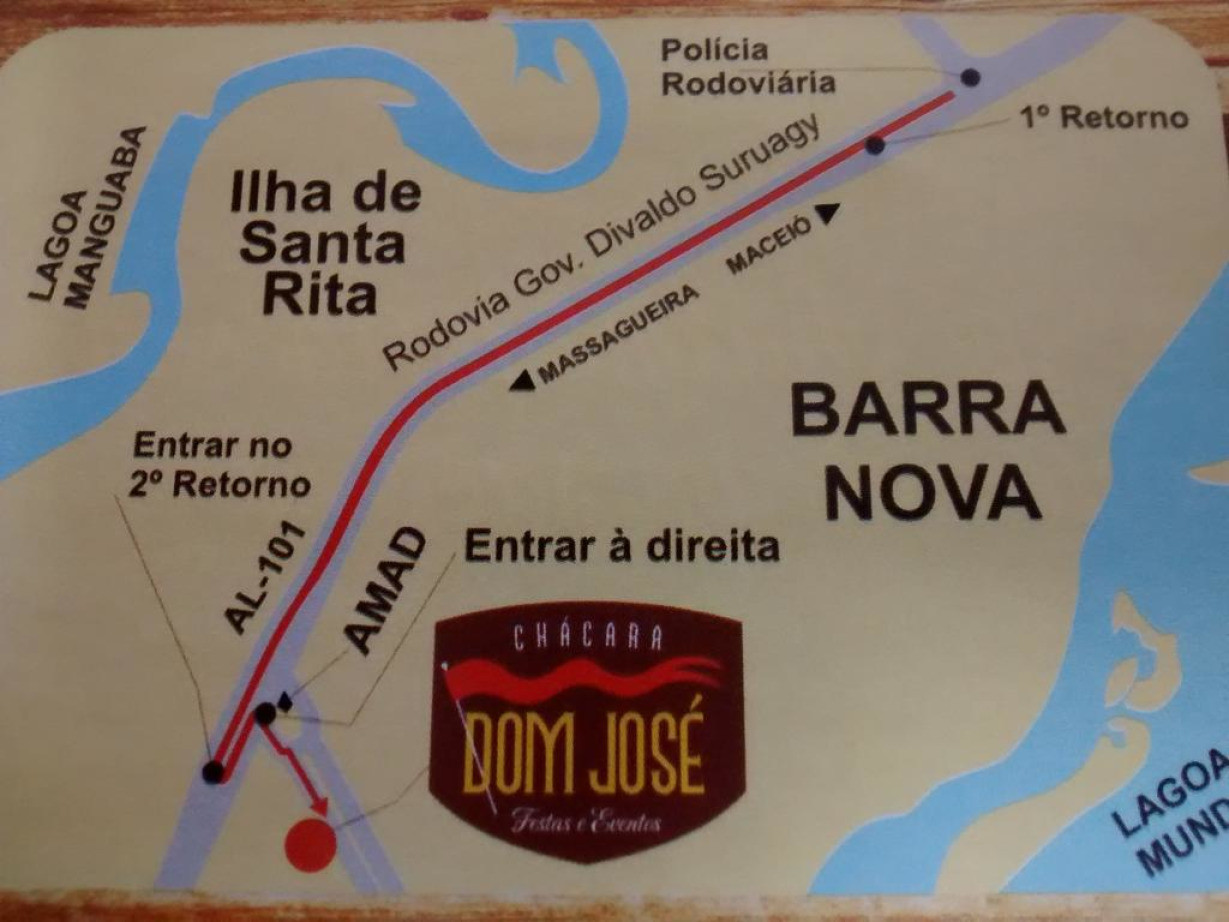 Polícia
Rodoviária
1º Retorno
LAGOA
MANGUABA
Ilha de
Santa
Rita
Rodovia Gov. Divaldo Suruagy
MACEIÓ
MASSAGUEIRA
BARRA
NOVA
Entrar no
2º Retorno
AL-101
AMAD
Entrar à direita
CHÁCARA
DOM JOSÉ
Festas e Eventos
LAGOA